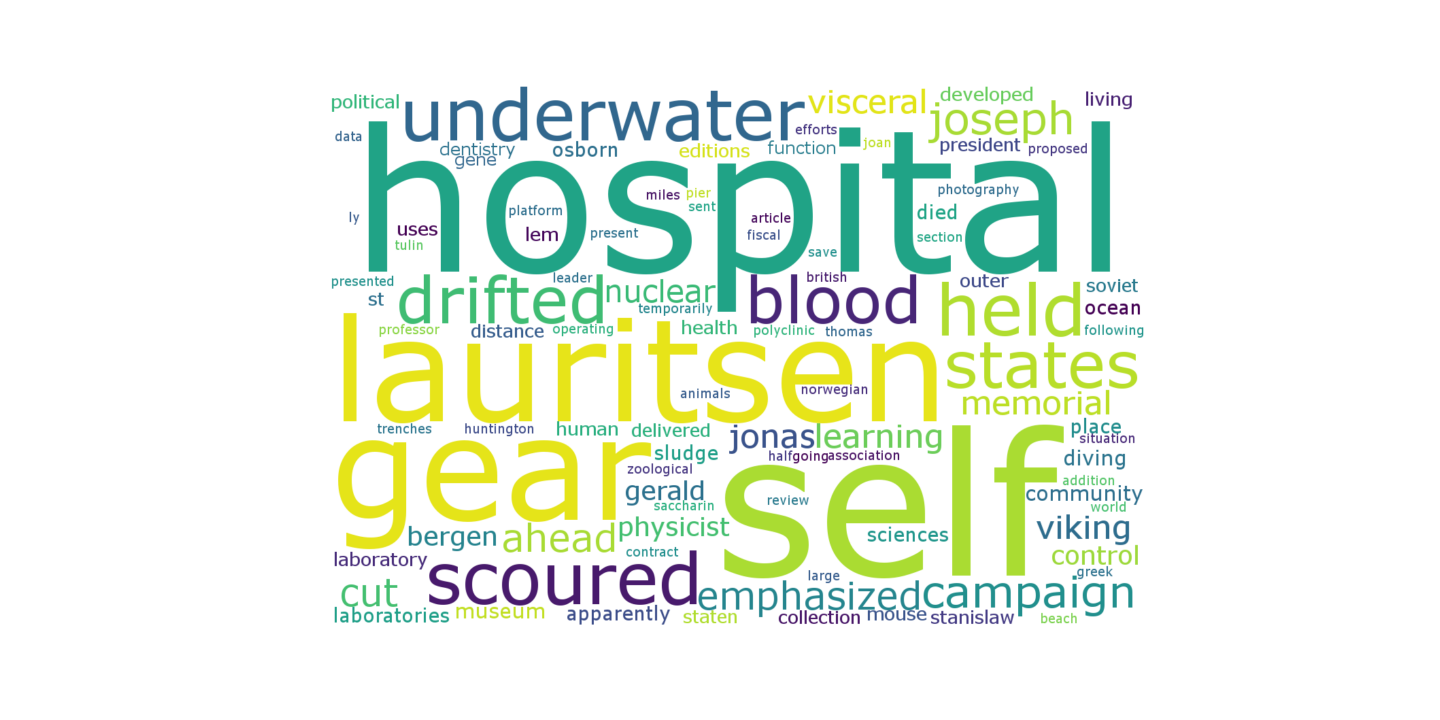 political
underwater
visceral
developed
living
joseph
data
efforts
joan
president
proposed
dentistry
gene
osborn
editions
function
hospital
miles
pier
sent
photography
ly
platform
article
died
uses
lem
present
fiscal
section
tulin
save
presented
leader
british
outer
soviet
st
drifted
nuclear
blood
held
ocean
temporarily
professor
distance
operating
health
polyclinic
thomas
following
lauritsen
states
animals
norwegian
memorial
trenches
huntington
human
delivered
jonas
learning
place
situation
gear
sludge
half
going
association
diving
zoological
self
addition
gerald
saccharin
review
community
world
bergen
ahead
physicist
sciences
viking
laboratory
contract
control
scoured
large
greek
cut
emphasized
campaign
laboratories
museum
apparently
staten
collection
mouse
stanislaw
beach